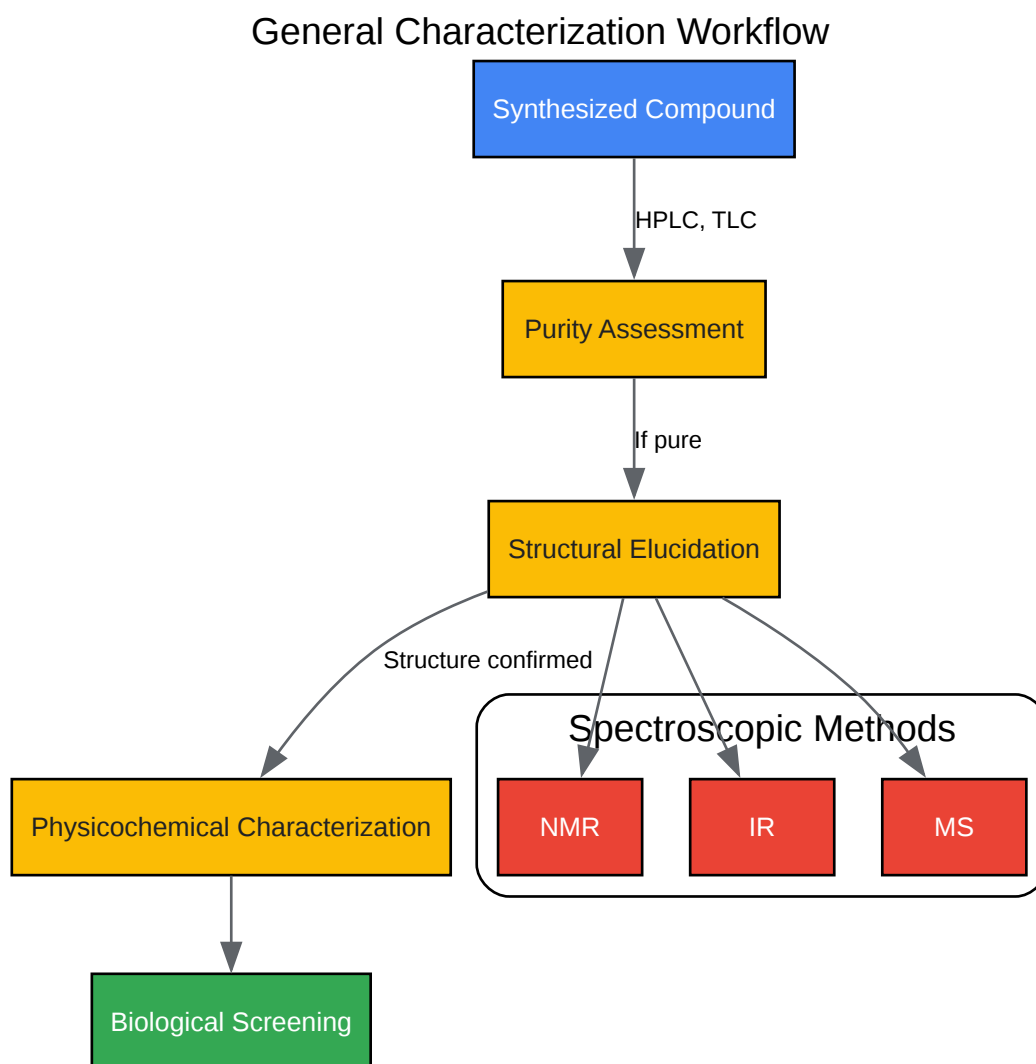 General Characterization Workflow
Synthesized Compound
HPLC, TLC
Purity Assessment
If pure
Structural Elucidation
Structure confirmed
Spectroscopic Methods
Physicochemical Characterization
NMR
IR
MS
Biological Screening